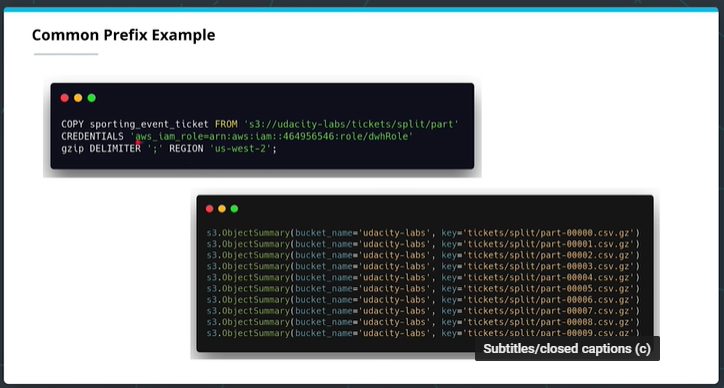 Common Prefix Example
COPY sporting_event_ticket FROM 's3://udacity-labs/tickets/split/part'
CREDENTIALS 'aws_iam_role=arn:aws:iam::464956546:role/dwhRole'
gzip DELIMITER ';' REGION 'us-west-2';
s3.ObjectSummary(bucket_name='udacity-labs', key='tickets/split/part-00000.csv.gz')
s3.ObjectSummary(bucket_name='udacity-labs', key='tickets/split/part-00001.csv.gz')
s3.ObjectSummary(bucket_name='udacity-labs', key='tickets/split/part-00002.csv.gz')
s3.ObjectSummary(bucket_name='udacity-labs', key='tickets/split/part-00003.csv.gz')
s3.ObjectSummary(bucket_name='udacity-labs', key='tickets/split/part-00004.csv.gz')
s3.ObjectSummary(bucket_name='udacity-labs', key='tickets/split/part-00005.csv.gz')
s3.ObjectSummary(bucket_name='udacity-labs', key='tickets/split/part-00006.csv.gz')
s3.ObjectSummary(bucket_name='udacity-labs', key='tickets/split/part-00007.csv.gz')
s3.ObjectSummary(bucket_name='udacity-labs', key='tickets/split/part-00008.csv.gz')
s3.ObjectSummary(bucket_name='udacity-labs', key='tickets/split/part-00009.csv.gz')
Subtitles/closed captions (c)